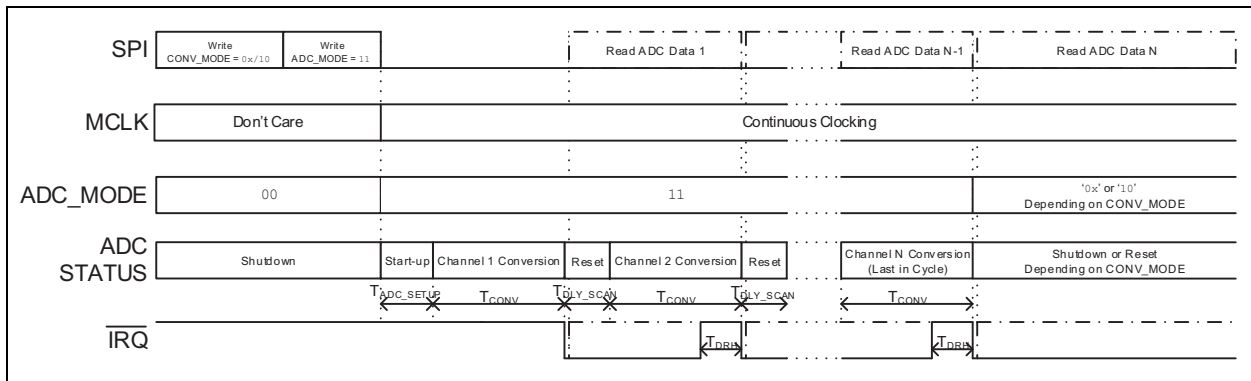 SPI
Write
CONV_MODE = 0x/10
Write
ADC_MODE = 11
Read ADC Data 1
Read ADC Data N-1
Read ADC Data N
MCLK
Don't Care
Continuous Clocking
ADC_MODE
00
11
'0x' or '10'
Depending on CONV_MODE
ADC
STATUS
Shutdown
Start-up
Channel 1 Conversion
Reset
Channel 2 Conversion
Reset
Channel N Conversion
(Last in Cycle)
Shutdown or Reset
Depending on CONV_MODE
TADC_SETUP
TCONV
TDLY_SCAN
TCONV
TDLY_SCAN
TCONV
IRQ
TDRH
TDRH